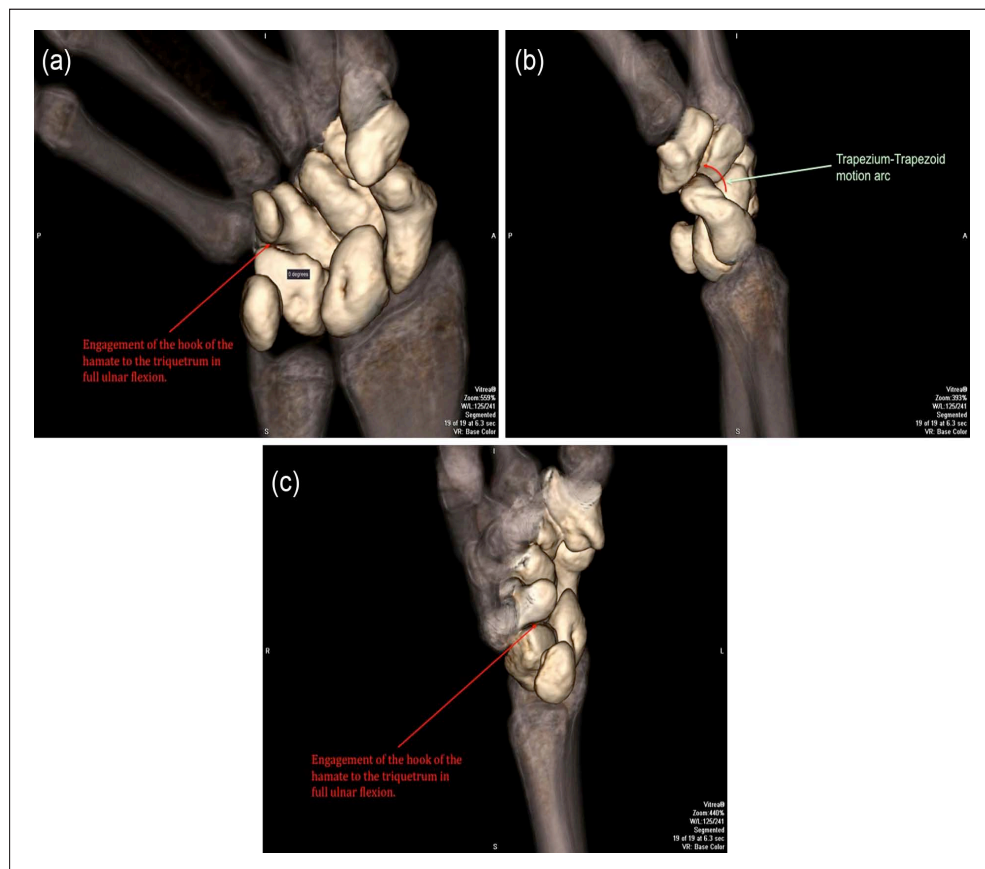 (a)
I
P
A
0 degrees
Engagement of the hook of the
hamate to the triquetrum in
full ulnar flexion.
Vitrea®
Zoom:559%
W/L:125/241
Segmented
19 of 19 at 6.3 sec
VR: Base Color
S
(b)
I
Trapezium-Trapezoid
motion arc
P
A
Vitrea®
Zoom:393%
W/L:125/241
Segmented
19 of 19 at 6.3 sec
VR: Base Color
S
(c)
I
R
L
Engagement of the hook of the
hamate to the triquetrum in
full ulnar flexion.
Vitrea®
Zoom:440%
W/L:125/241
Segmented
19 of 19 at 6.3 sec
VR: Base Color
S